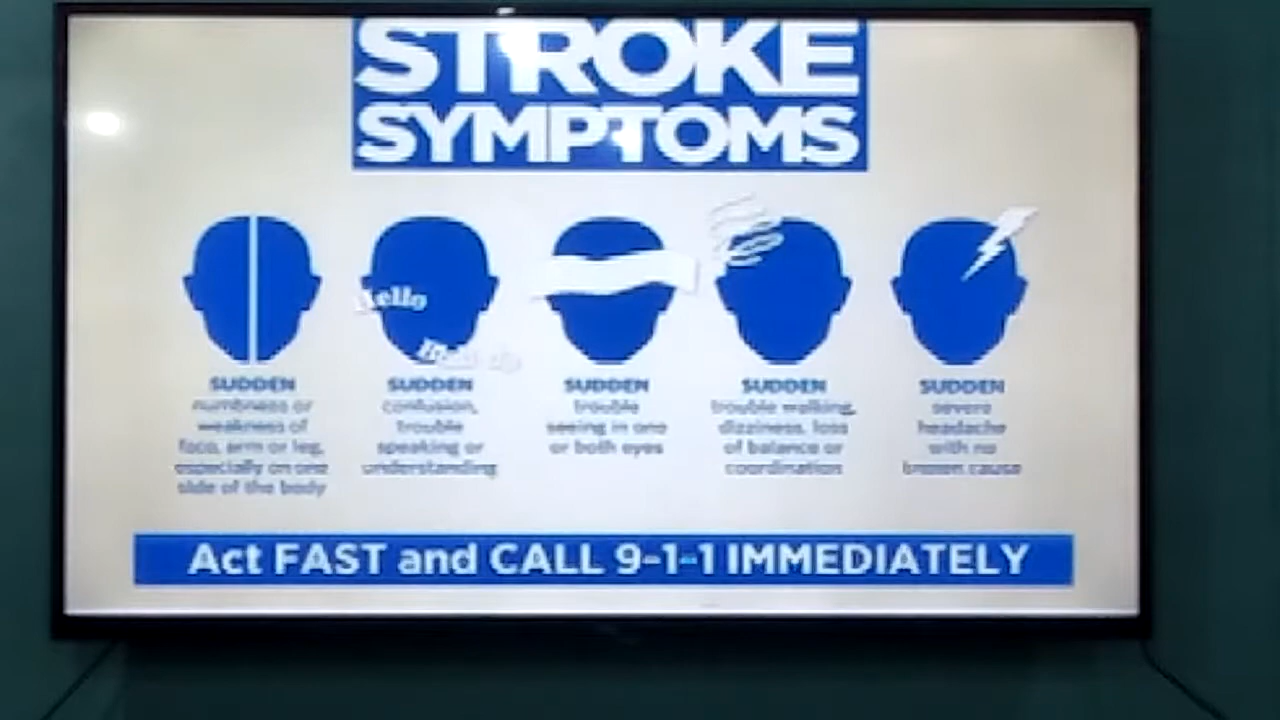 STROKE
SYMPTOMS
Hello
SUDDEN
numbness or
weakness of
face, arm or leg,
especially on one
side of the body
SUDDEN
confusion,
trouble
speaking or
understanding
SUDDEN
trouble
seeing in one
or both eyes
SUDDEN
trouble walking,
dizziness, loss
of balance or
coordination
SUDDEN
severe
headache
with no
cause
Act FAST and CALL 9-1-1 IMMEDIATELY